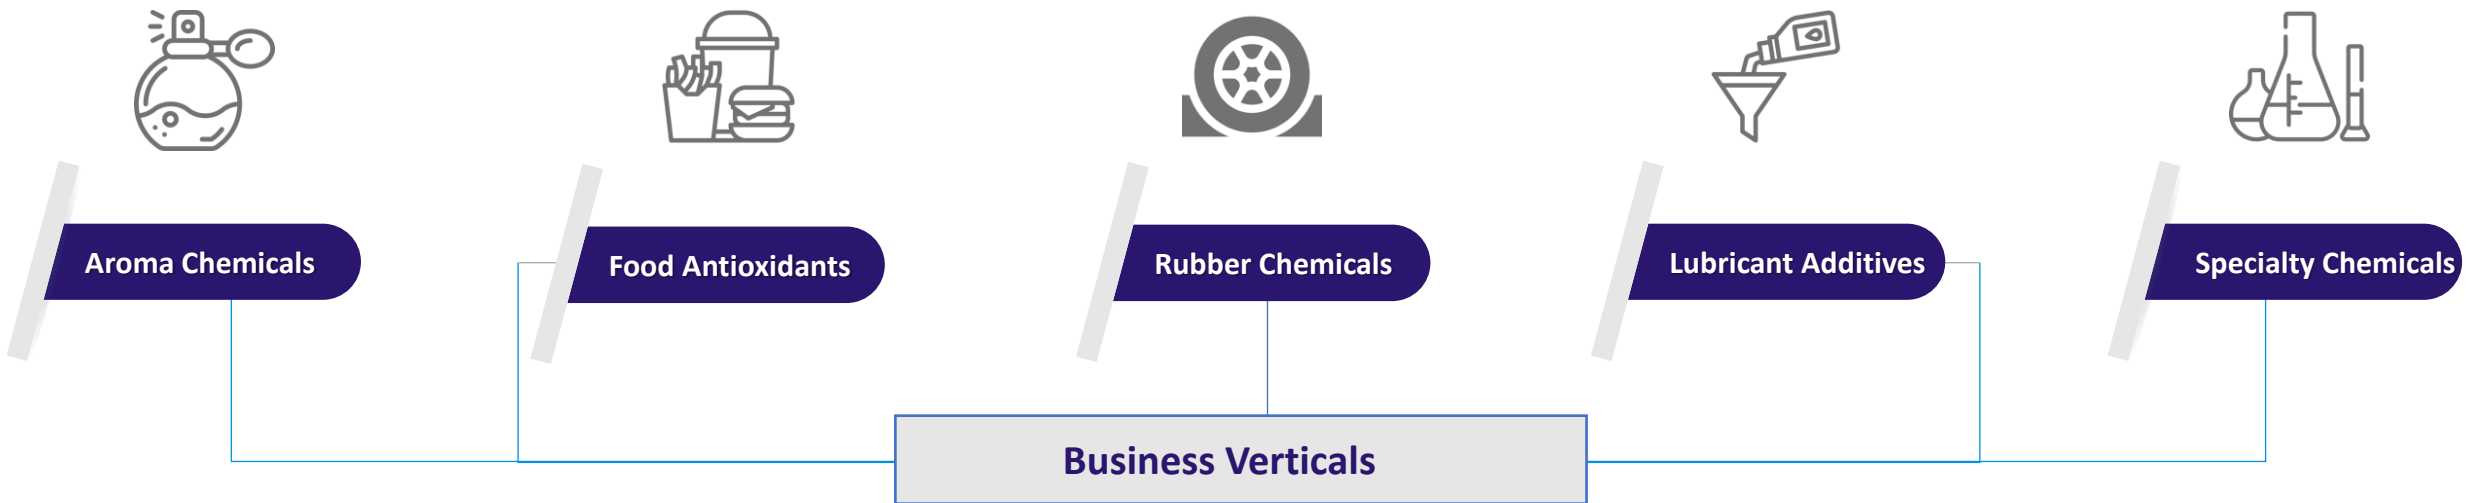 Aroma Chemicals
Food Antioxidants
Rubber Chemicals
Lubricant Additives
Specialty Chemicals
Business Verticals